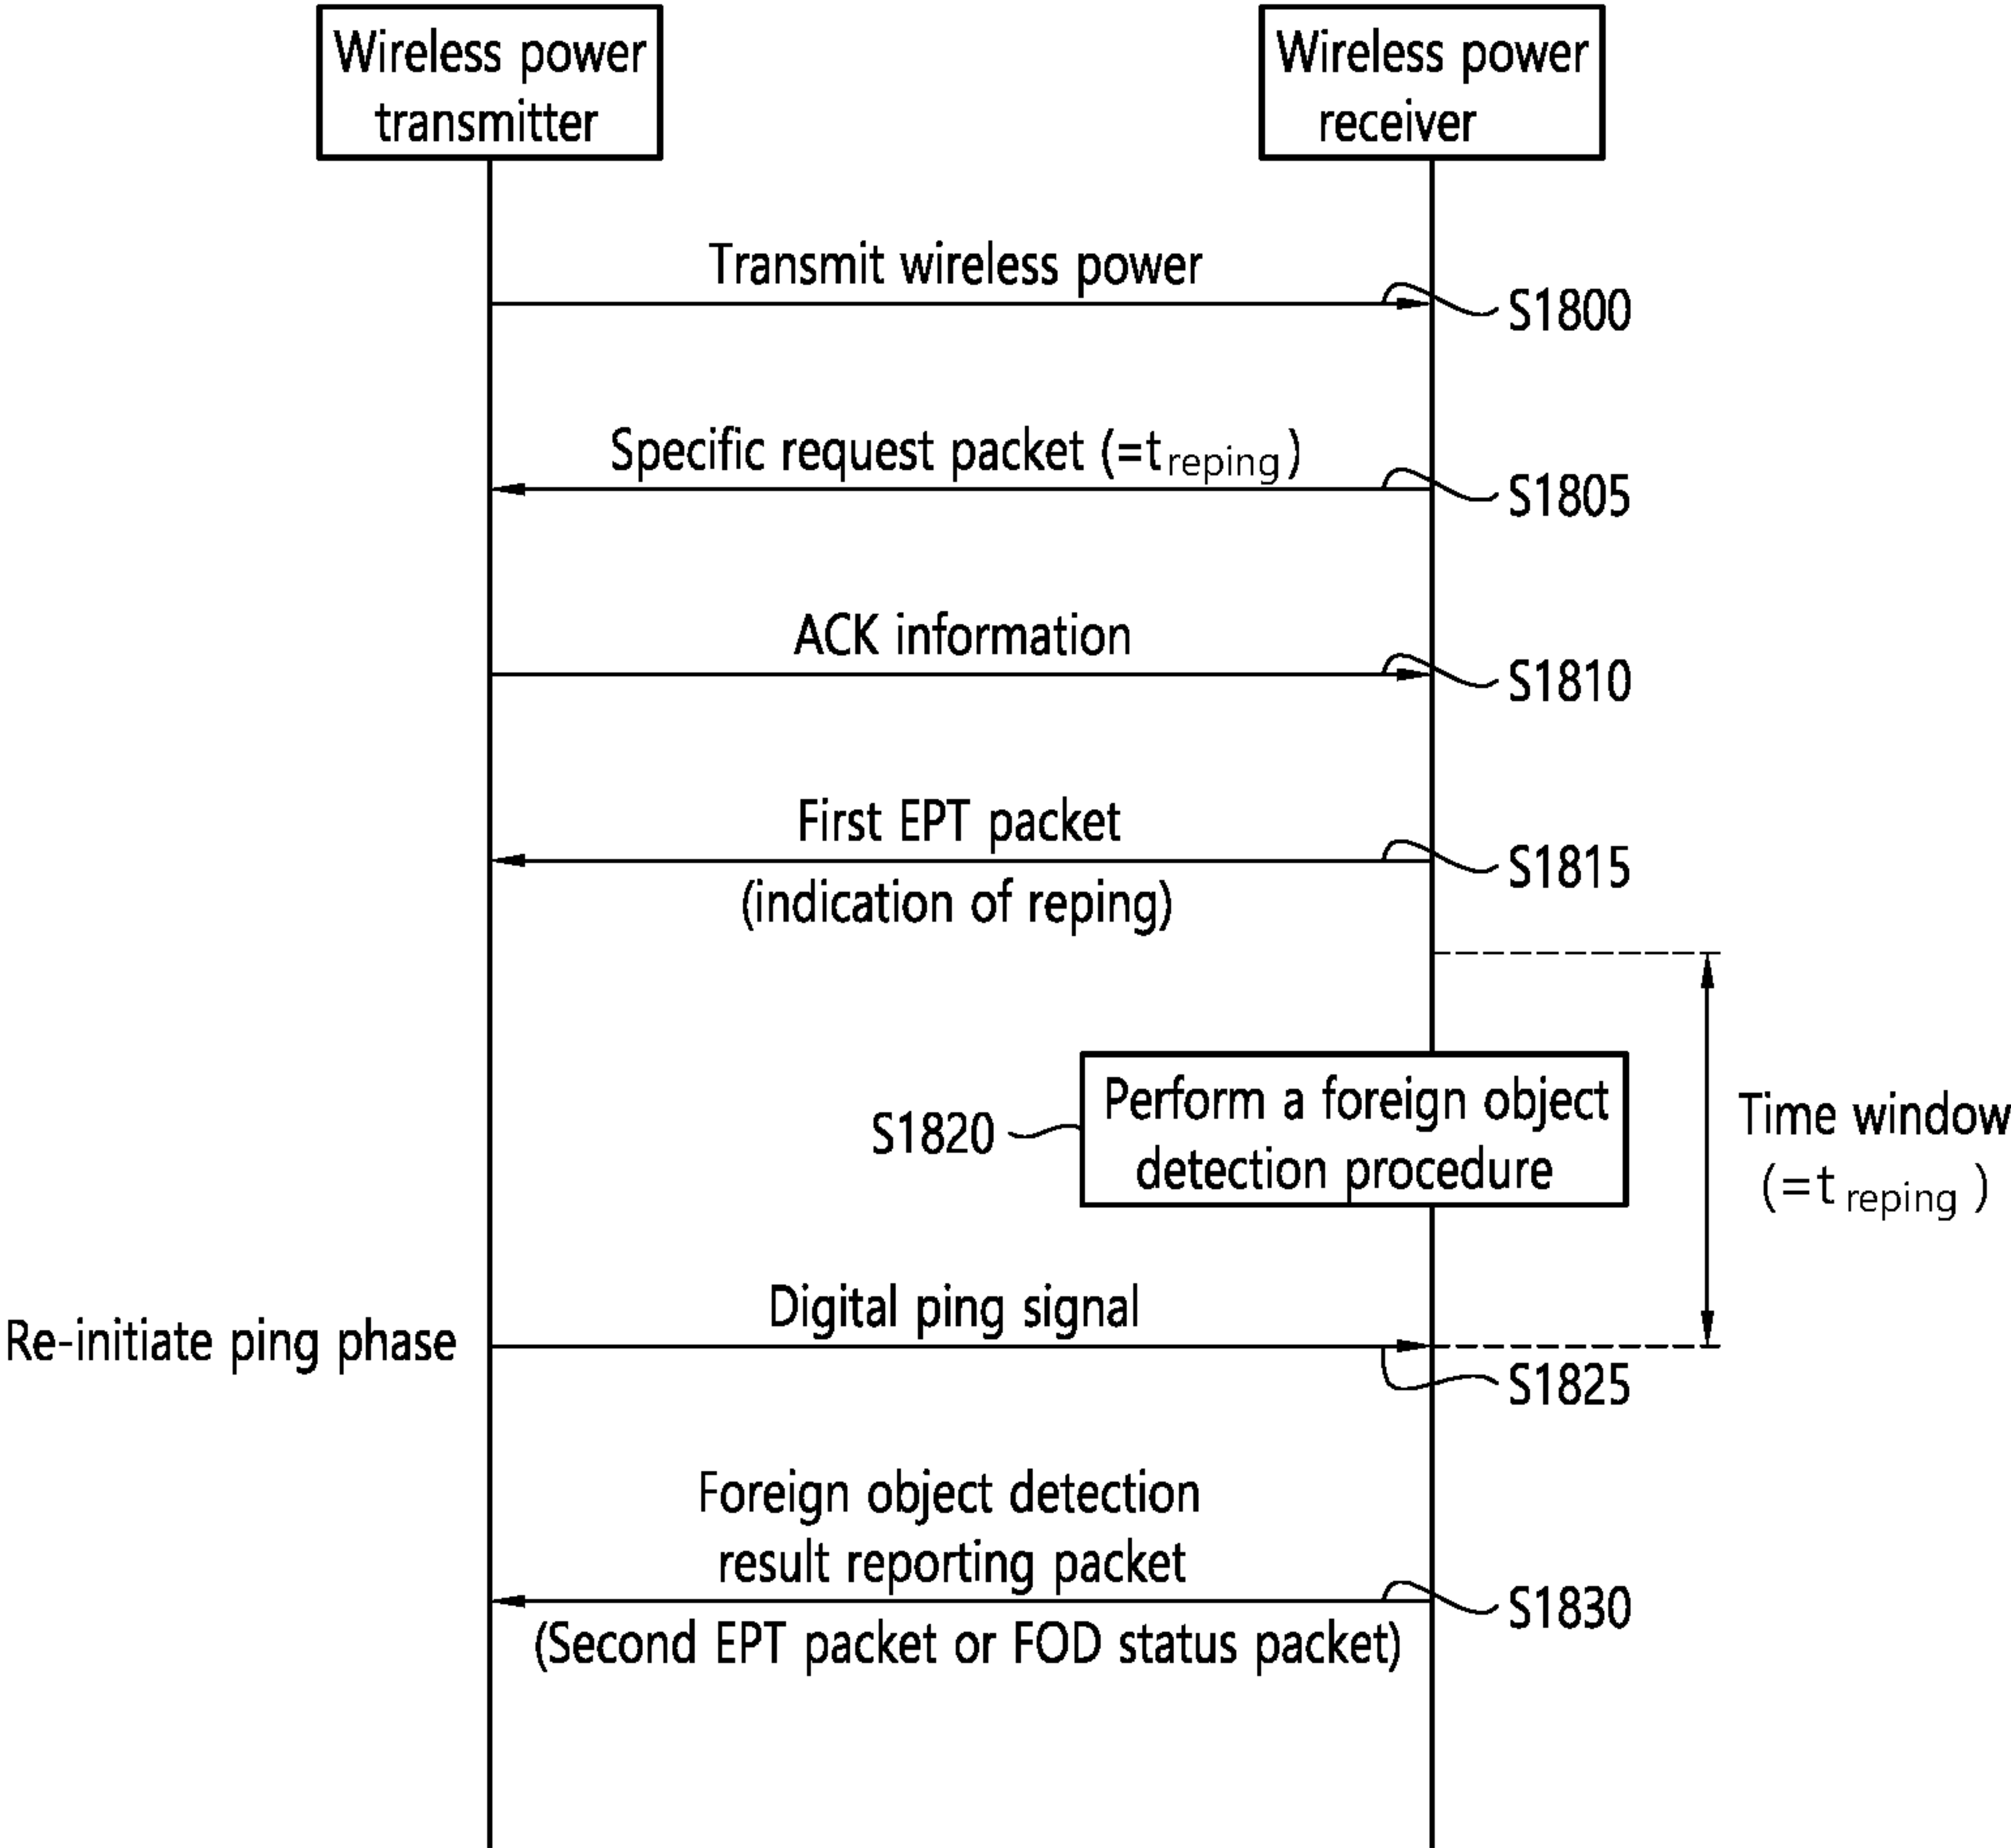 Wireless power
transmitter
Wireless power
receiver
Transmit wireless power
S1800
Specific request packet (=t reping)
S1805
ACK information
S1810
First EPT packet
(indication of reping)
S1815
S1820
Perform a foreign object
detection procedure
Time window
(=t reping )
Re-initiate ping phase
Digital ping signal
S1825
Foreign object detection
result reporting packet
(Second EPT packet or FOD status packet)
S1830